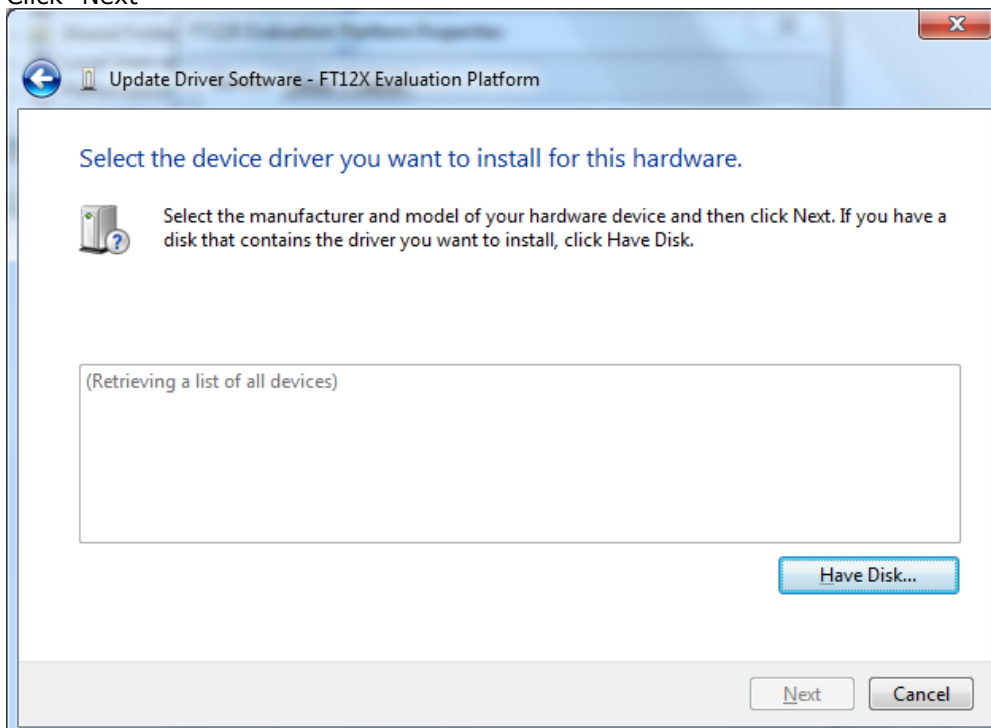 Click "Next"
Update Driver Software - FT12X Evaluation Platform
Select the device driver you want to install for this hardware.
Select the manufacturer and model of your hardware device and then click Next. If you have a
disk that contains the driver you want to install, click Have Disk.
(Retrieving a list of all devices)
Have Disk...
Next
Cancel